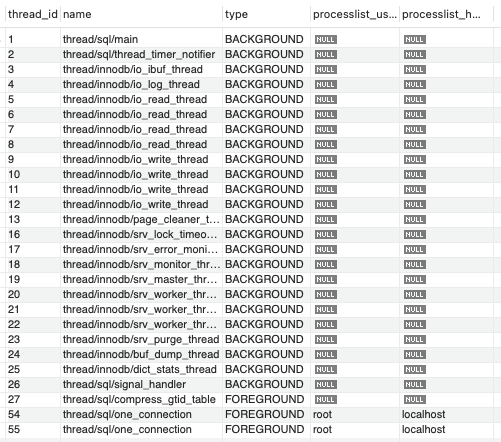 thread_id name type processlist_us... processlist_h...
1 thread/sql/main BACKGROUND NULL NULL
2 thread/sql/thread_timer_notifier BACKGROUND NULL NULL
3 thread/innodb/io_ibuf_thread BACKGROUND NULL NULL
4 thread/innodb/io_log_thread BACKGROUND NULL NULL
5 thread/innodb/io_read_thread BACKGROUND NULL NULL
6 thread/innodb/io_read_thread BACKGROUND NULL NULL
7 thread/innodb/io_read_thread BACKGROUND NULL NULL
8 thread/innodb/io_read_thread BACKGROUND NULL NULL
9 thread/innodb/io_write_thread BACKGROUND NULL NULL
10 thread/innodb/io_write_thread BACKGROUND NULL NULL
11 thread/innodb/io_write_thread BACKGROUND NULL NULL
12 thread/innodb/io_write_thread BACKGROUND NULL NULL
13 thread/innodb/page_cleaner_t... BACKGROUND NULL NULL
16 thread/innodb/srv_lock_timeo... BACKGROUND NULL NULL
17 thread/innodb/srv_error_moni... BACKGROUND NULL NULL
18 thread/innodb/srv_monitor_thr... BACKGROUND NULL NULL
19 thread/innodb/srv_master_thr... BACKGROUND NULL NULL
20 thread/innodb/srv_worker_thr... BACKGROUND NULL NULL
21 thread/innodb/srv_worker_thr... BACKGROUND NULL NULL
22 thread/innodb/srv_worker_thr... BACKGROUND NULL NULL
23 thread/innodb/srv_purge_thread BACKGROUND NULL NULL
24 thread/innodb/buf_dump_thread BACKGROUND NULL NULL
25 thread/innodb/dict_stats_thread BACKGROUND NULL NULL
26 thread/sql/signal_handler BACKGROUND NULL NULL
27 thread/sql/compress_gtid_table FOREGROUND NULL NULL
54 thread/sql/one_connection FOREGROUND root localhost
55 thread/sql/one_connection FOREGROUND root localhost